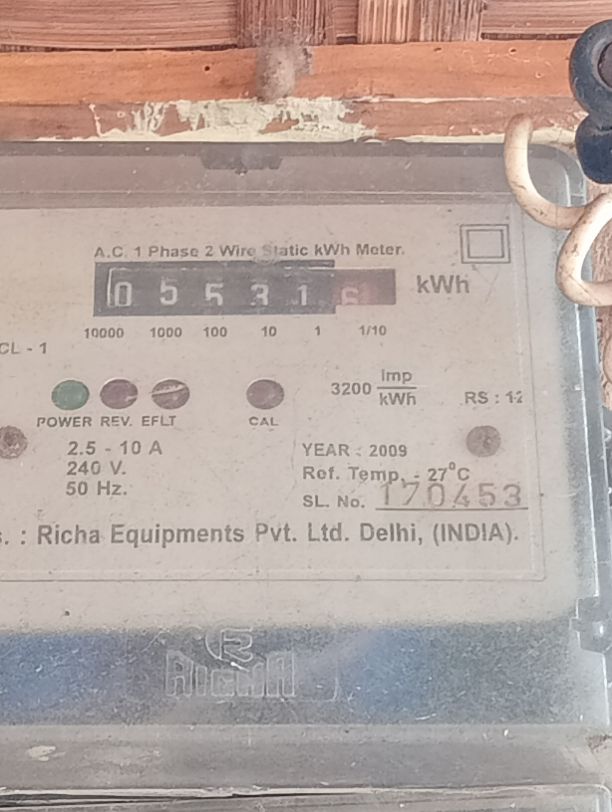 A.C. 1 Phase 2 Wire Static kWh Meter.
0 5 5 3 1 6 kWh
10000 1000 100 10 1 1/10
CL - 1
3200 Imp/kWh
RS : 12
POWER REV. EFLT CAL
2.5 - 10 A
240 V.
50 Hz.
YEAR : 2009
Ref. Temp. - 27°C
SL. No. 170453
. : Richa Equipments Pvt. Ltd. Delhi, (INDIA).
R
RICHA